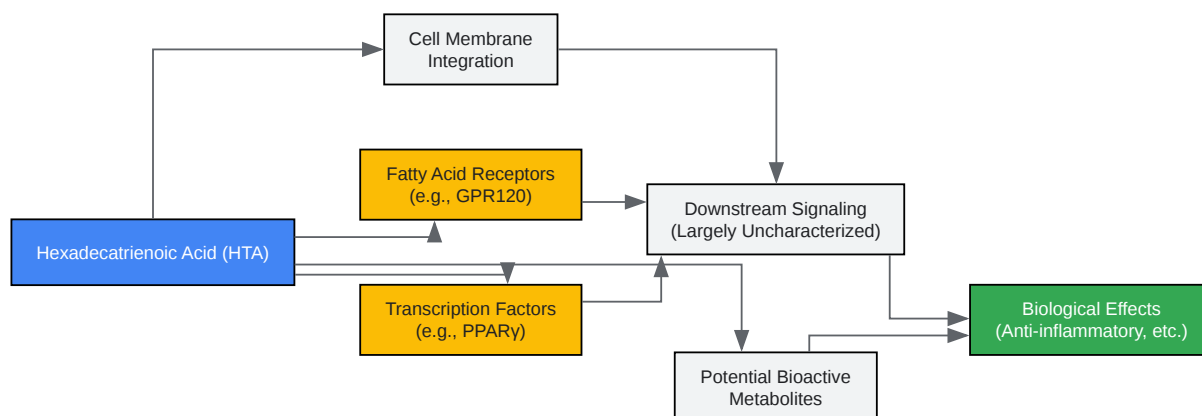 Cell Membrane
Integration
Fatty Acid Receptors
(e.g., GPR120)
Downstream Signaling
(Largely Uncharacterized)
Hexadecatrienoic Acid (HTA)
Transcription Factors
(e.g., PPARγ)
Biological Effects
(Anti-inflammatory, etc.)
Potential Bioactive
Metabolites